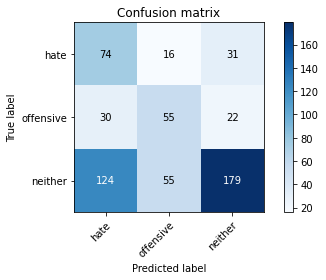 Confusion matrix
hate 74 16 31
offensive 30 55 22
neither 124 55 179
hate offensive neither
True label
Predicted label
160
140
120
100
80
60
40
20